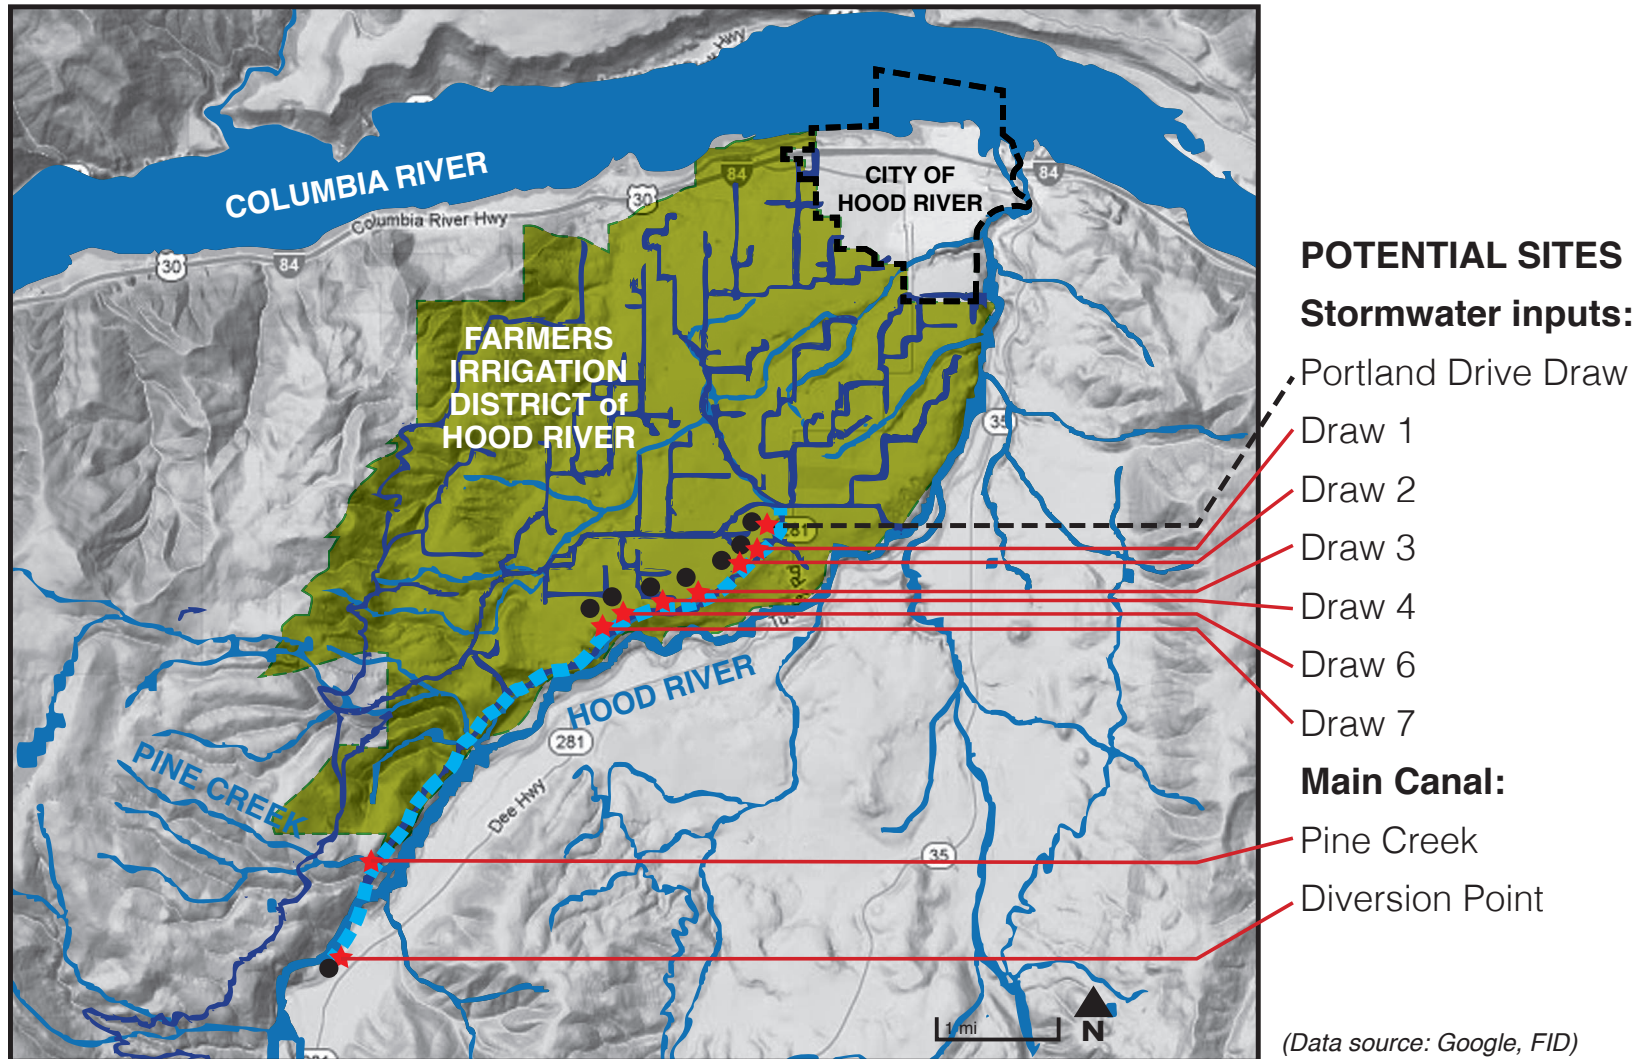 COLUMBIA RIVER
Columbia River Hwy
30
84
30
84
84
CITY OF
HOOD RIVER
FARMERS
IRRIGATION
DISTRICT of
HOOD RIVER
35
281
HOOD RIVER
281
Dee Hwy
PINE CREEK
35
1 mi
N
POTENTIAL SITES
Stormwater inputs:
Portland Drive Draw
Draw 1
Draw 2
Draw 3
Draw 4
Draw 6
Draw 7
Main Canal:
Pine Creek
Diversion Point
(Data source: Google, FID)